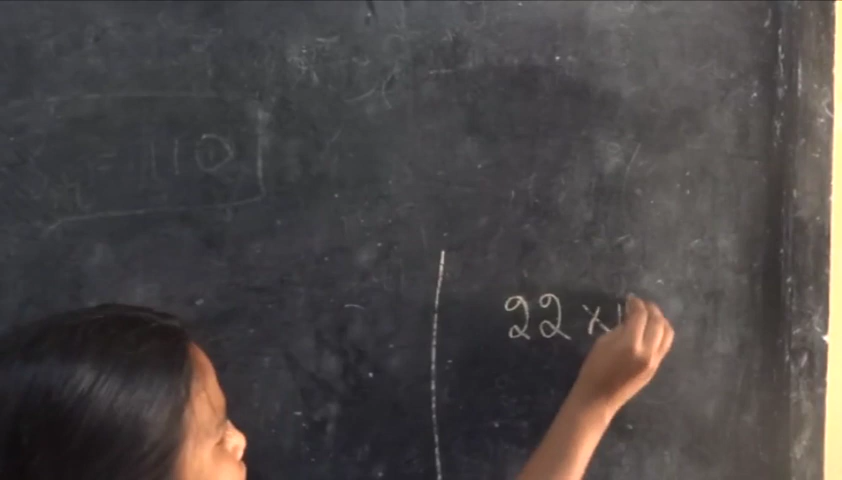 = 110
22 ×